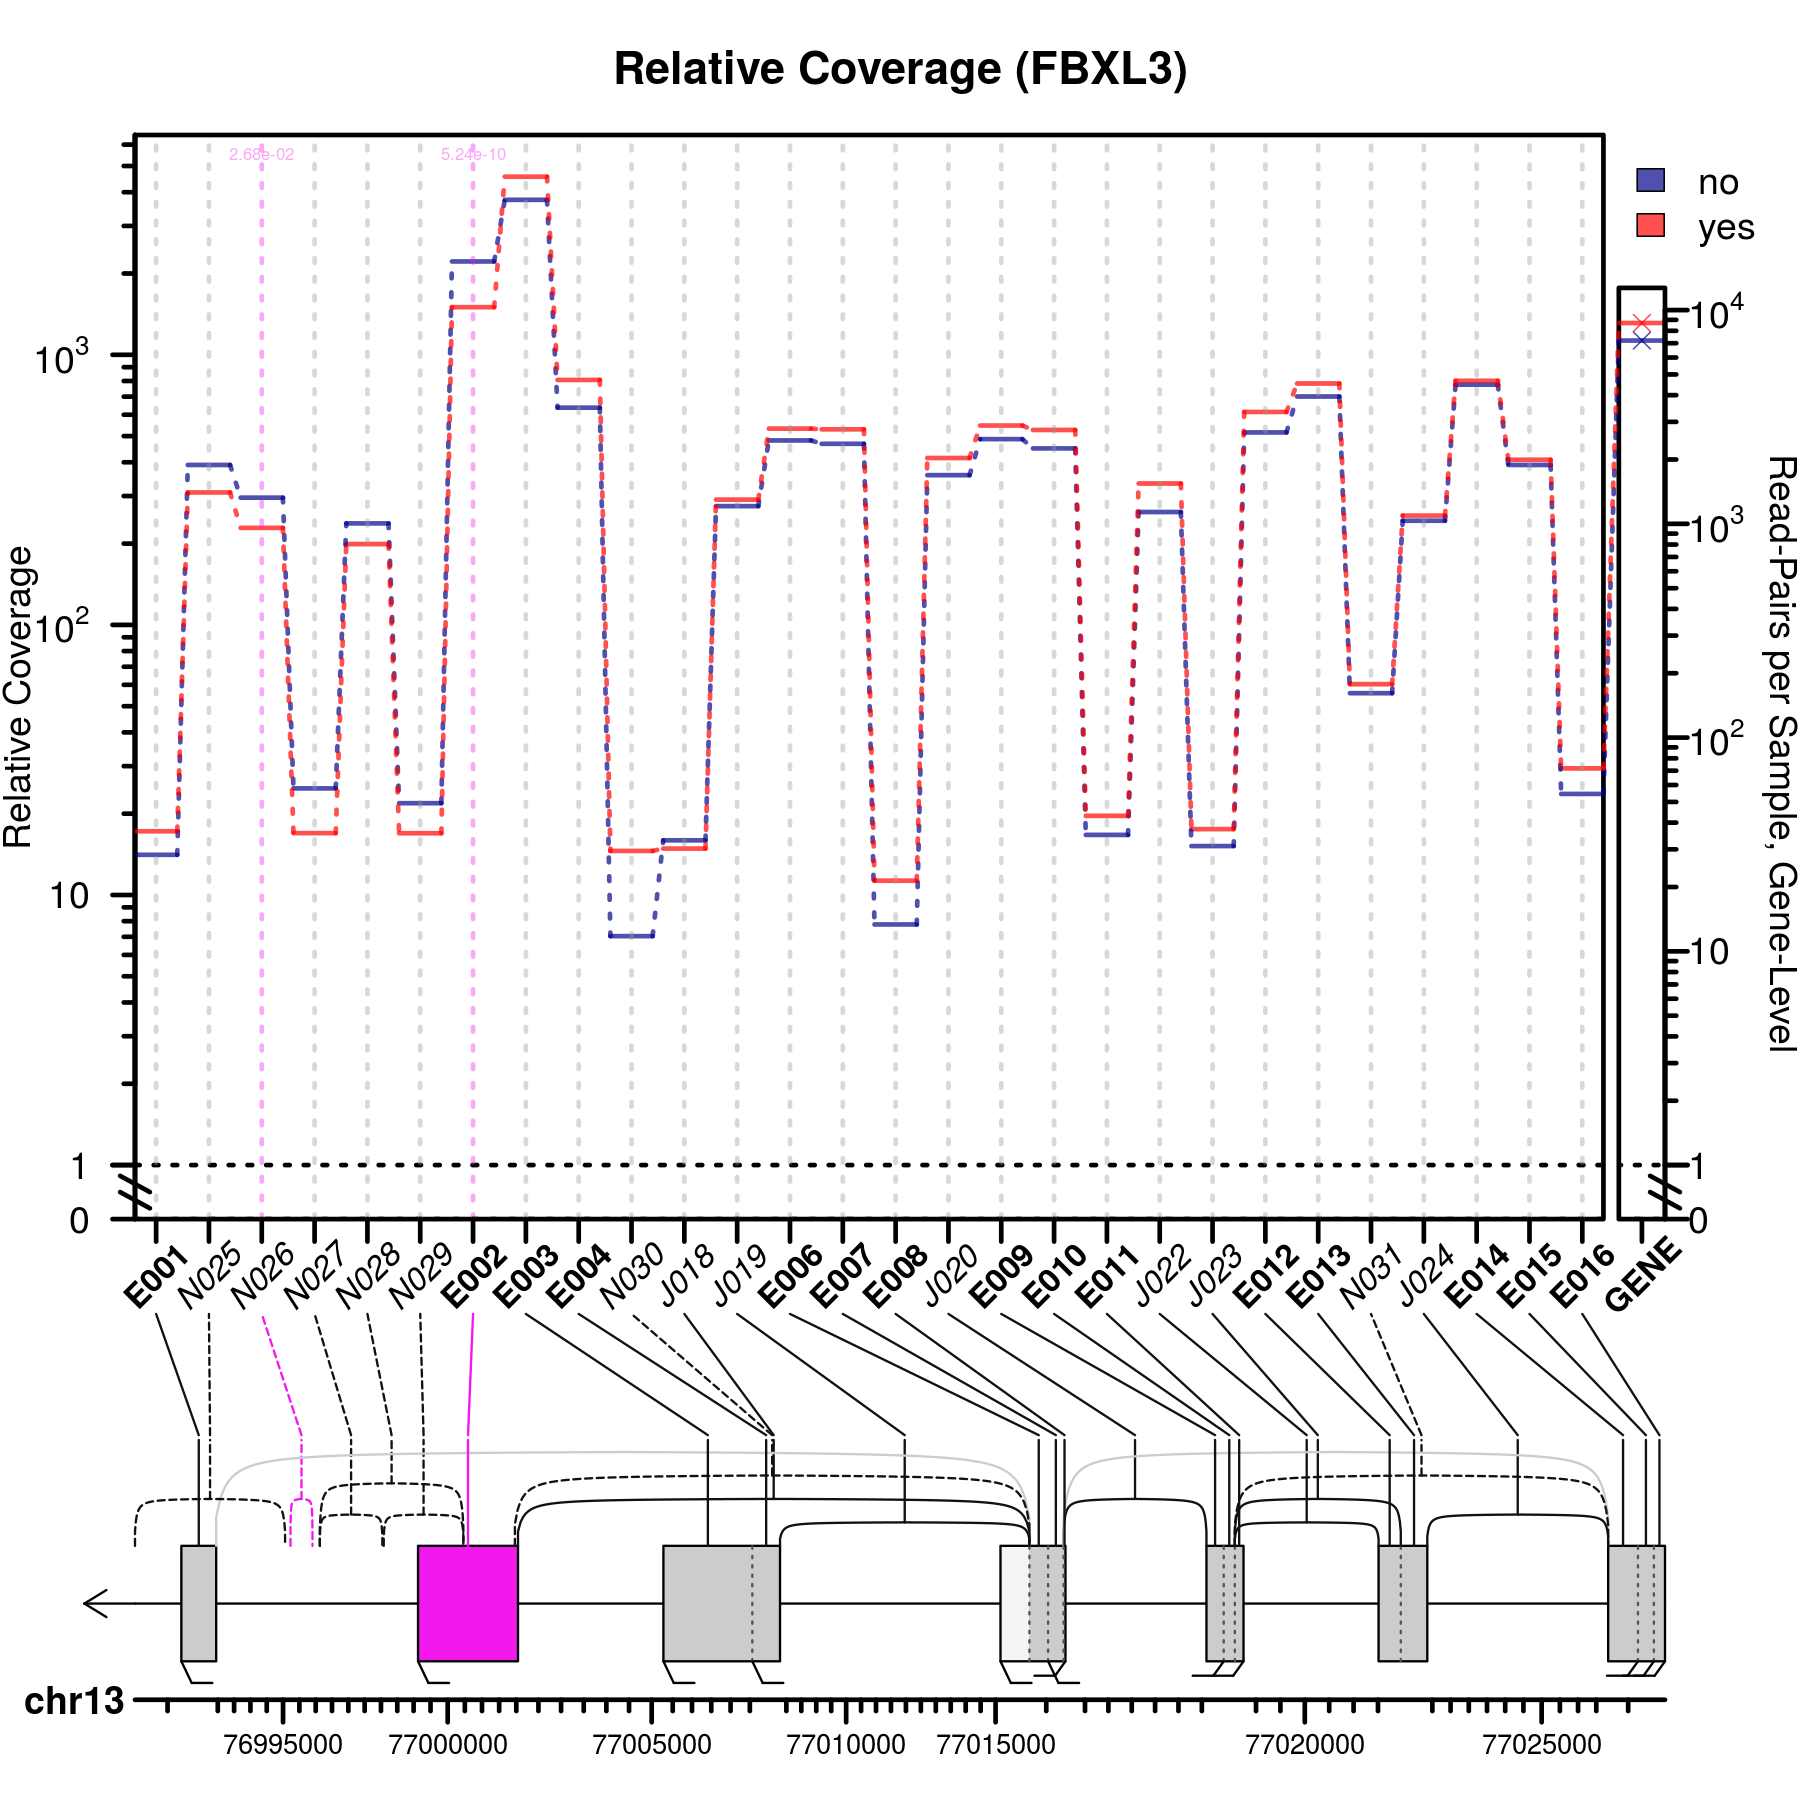 Relative Coverage (FBXL3)
2.68e-02 5.24e-10
no
yes
Relative Coverage
10³
10²
10
1
0
10⁴
10³
10²
10
1
0
Read-Pairs per Sample, Gene-Level
E001 N025 N026 N027 N028 N029 E002 E003 E004 N030 J018 J019 E006 E007 E008 J020 E009 E010 E011 J022 J023 E012 E013 N031 J024 E014 E015 E016 GENE
chr13
76995000 77000000 77005000 77010000 77015000 77020000 77025000